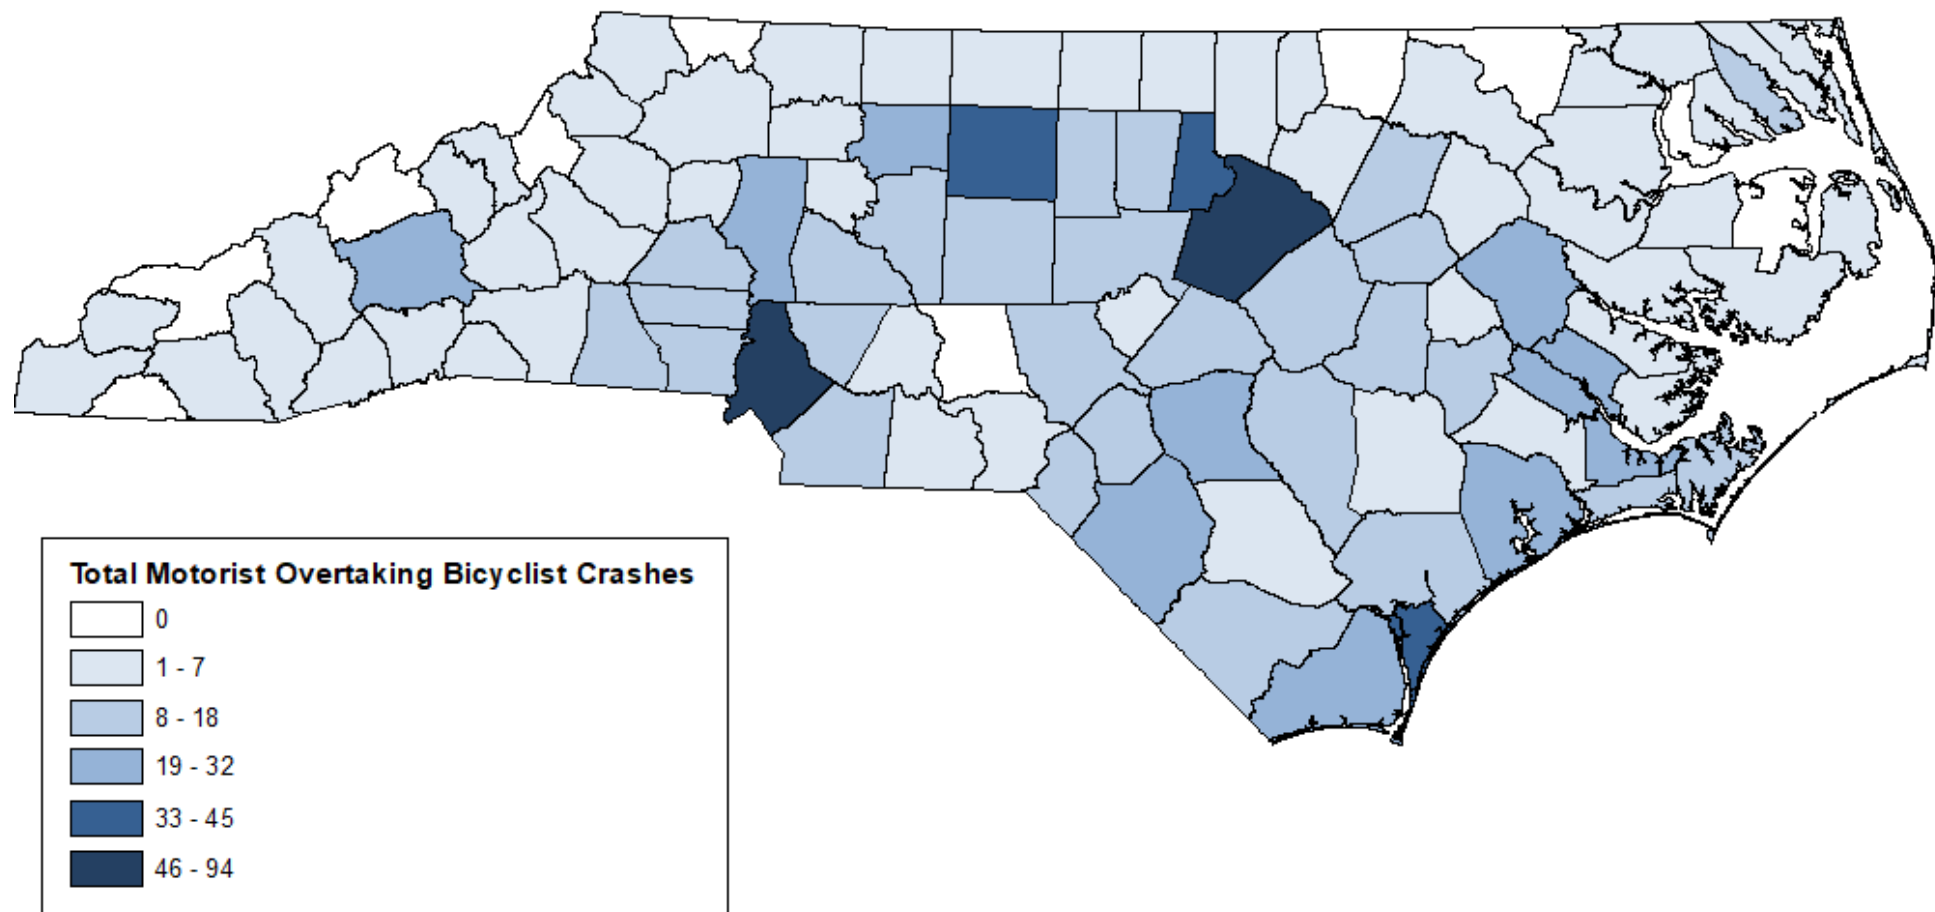 Total Motorist Overtaking Bicyclist Crashes
0
1 - 7
8 - 18
19 - 32
33 - 45
46 - 94